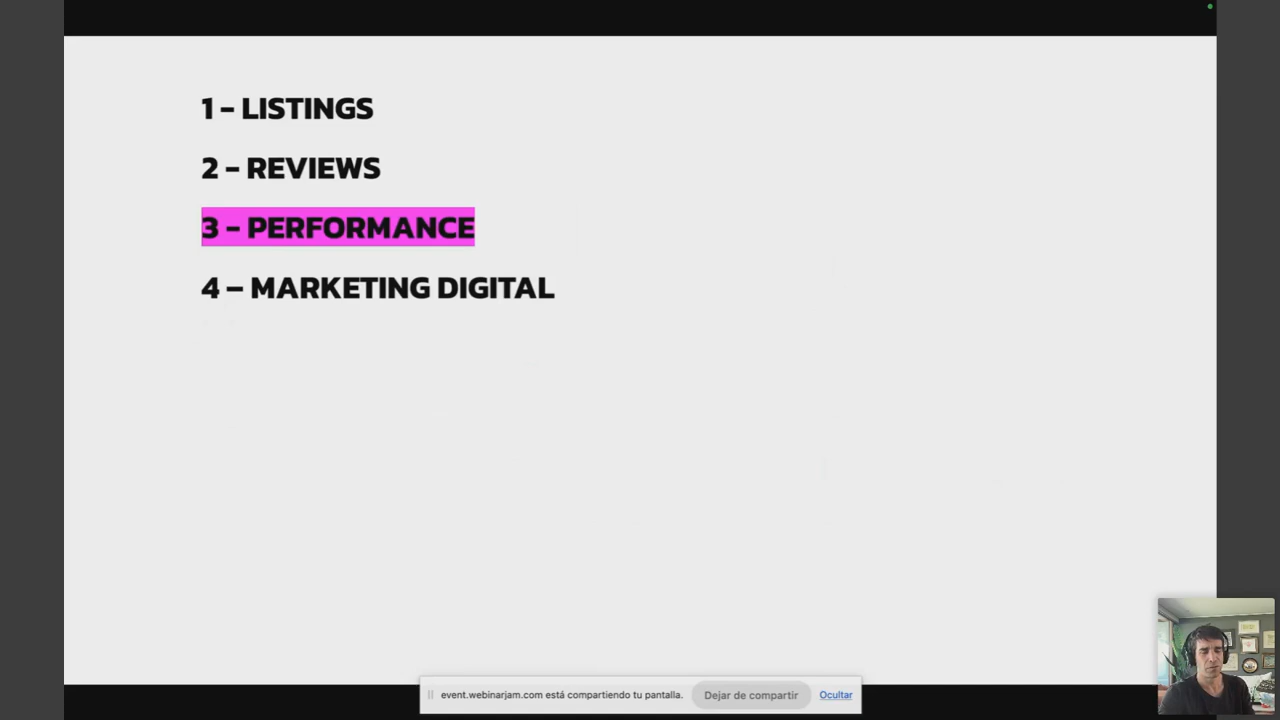 1 – LISTINGS
2 – REVIEWS
3 – PERFORMANCE
4 – MARKETING DIGITAL
event.webinarjam.com está compartiendo tu pantalla. Dejar de compartir Ocultar